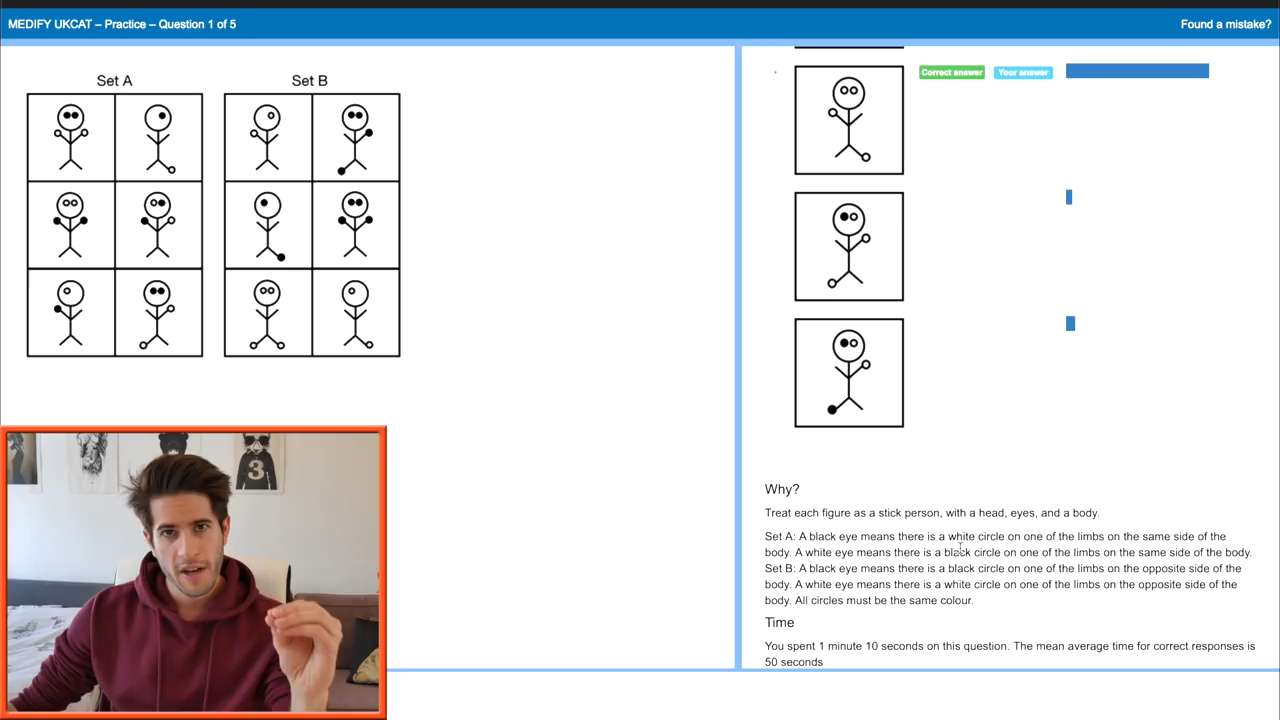 MEDIFY UKCAT – Practice – Question 1 of 5
Found a mistake?
Set A
Set B
Correct answer
Your answer
3
Why?
Treat each figure as a stick person, with a head, eyes, and a body.
Set A: A black eye means there is a white circle on one of the limbs on the same side of the
body. A white eye means there is a black circle on one of the limbs on the same side of the body.
Set B: A black eye means there is a black circle on one of the limbs on the opposite side of the
body. A white eye means there is a white circle on one of the limbs on the opposite side of the
body. All circles must be the same colour.
Time
You spent 1 minute 10 seconds on this question. The mean average time for correct responses is
50 seconds